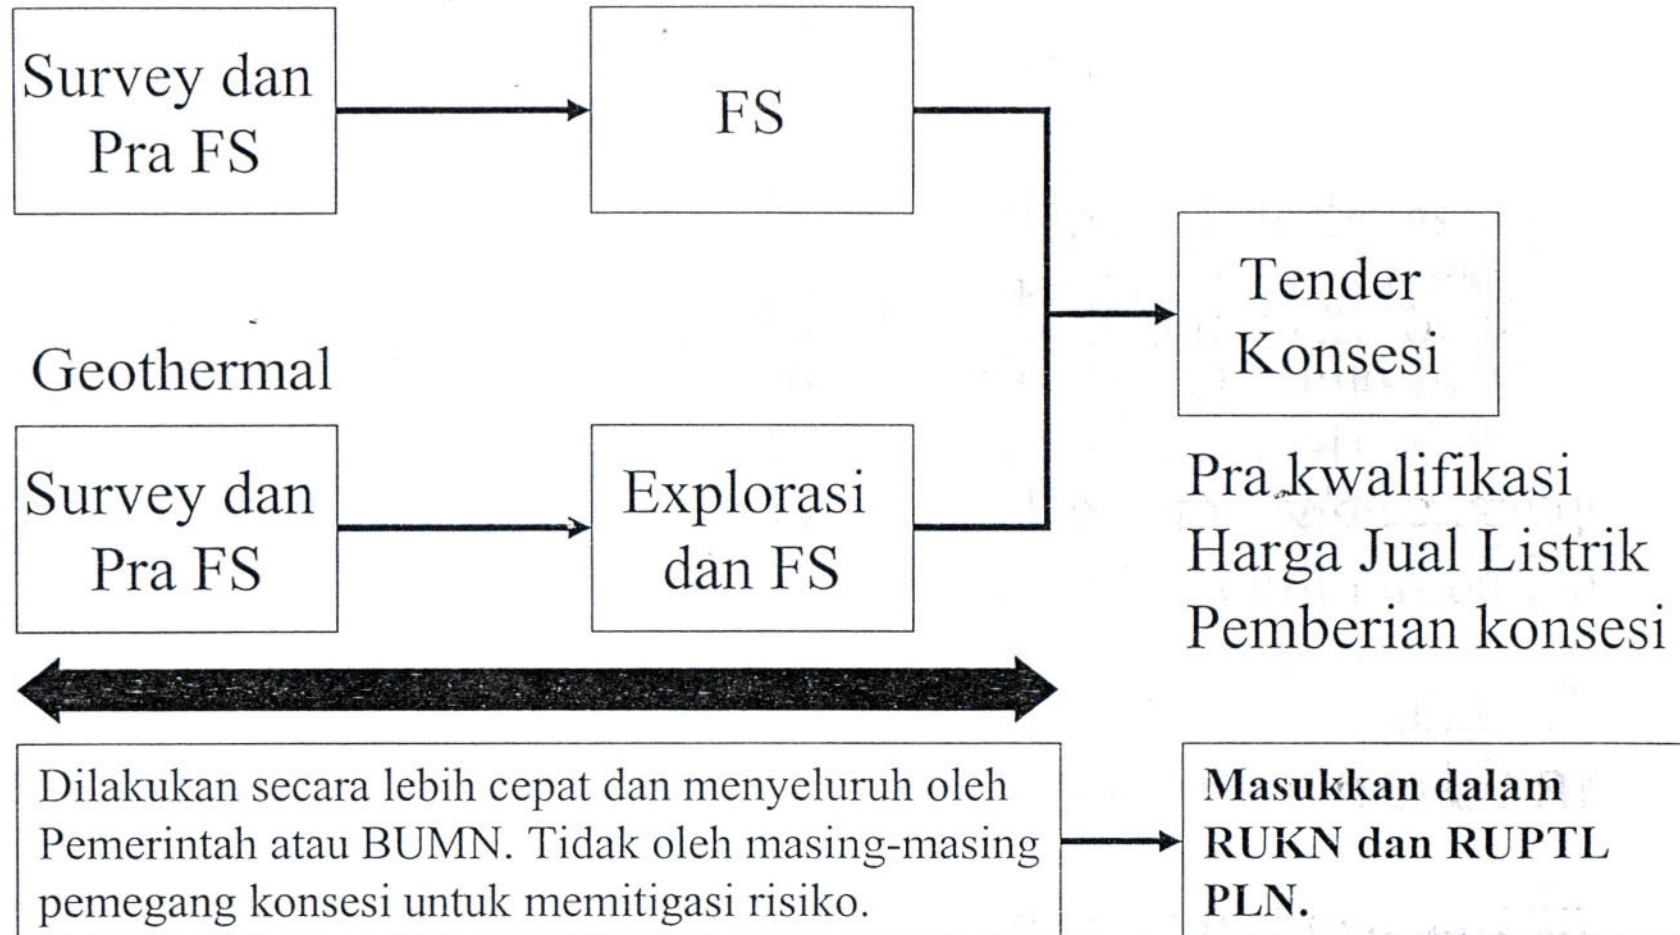 Survey dan
Pra FS
FS
Tender
Konsesi
Geothermal
Survey dan
Pra FS
Explorasi
dan FS
Pra kwalifikasi
Harga Jual Listrik
Pemberian konsesi
Dilakukan secara lebih cepat dan menyeluruh oleh
Pemerintah atau BUMN. Tidak oleh masing-masing
pemegang konsesi untuk memitigasi risiko.
Masukkan dalam
RUKN dan RUPTL
PLN.